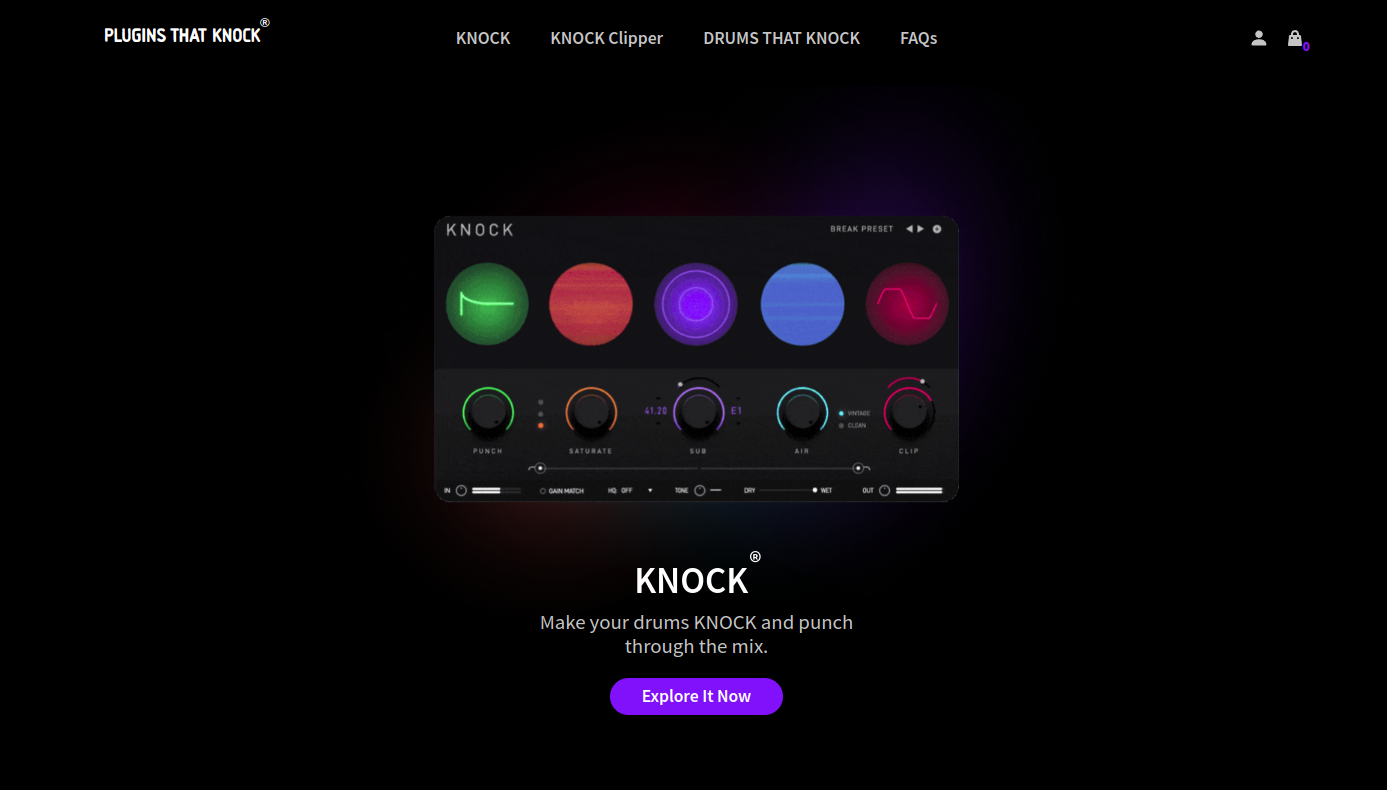 PLUGINS THAT KNOCK®
KNOCK
KNOCK Clipper
DRUMS THAT KNOCK
FAQs
0
KNOCK
BREAK PRESET
41.20
E1
VINTAGE
CLEAN
PUNCH
SATURATE
SUB
AIR
CLIP
IN
GAIN MATCH
HQ OFF
TONE
DRY
WET
OUT
KNOCK®
Make your drums KNOCK and punch
through the mix.
Explore It Now